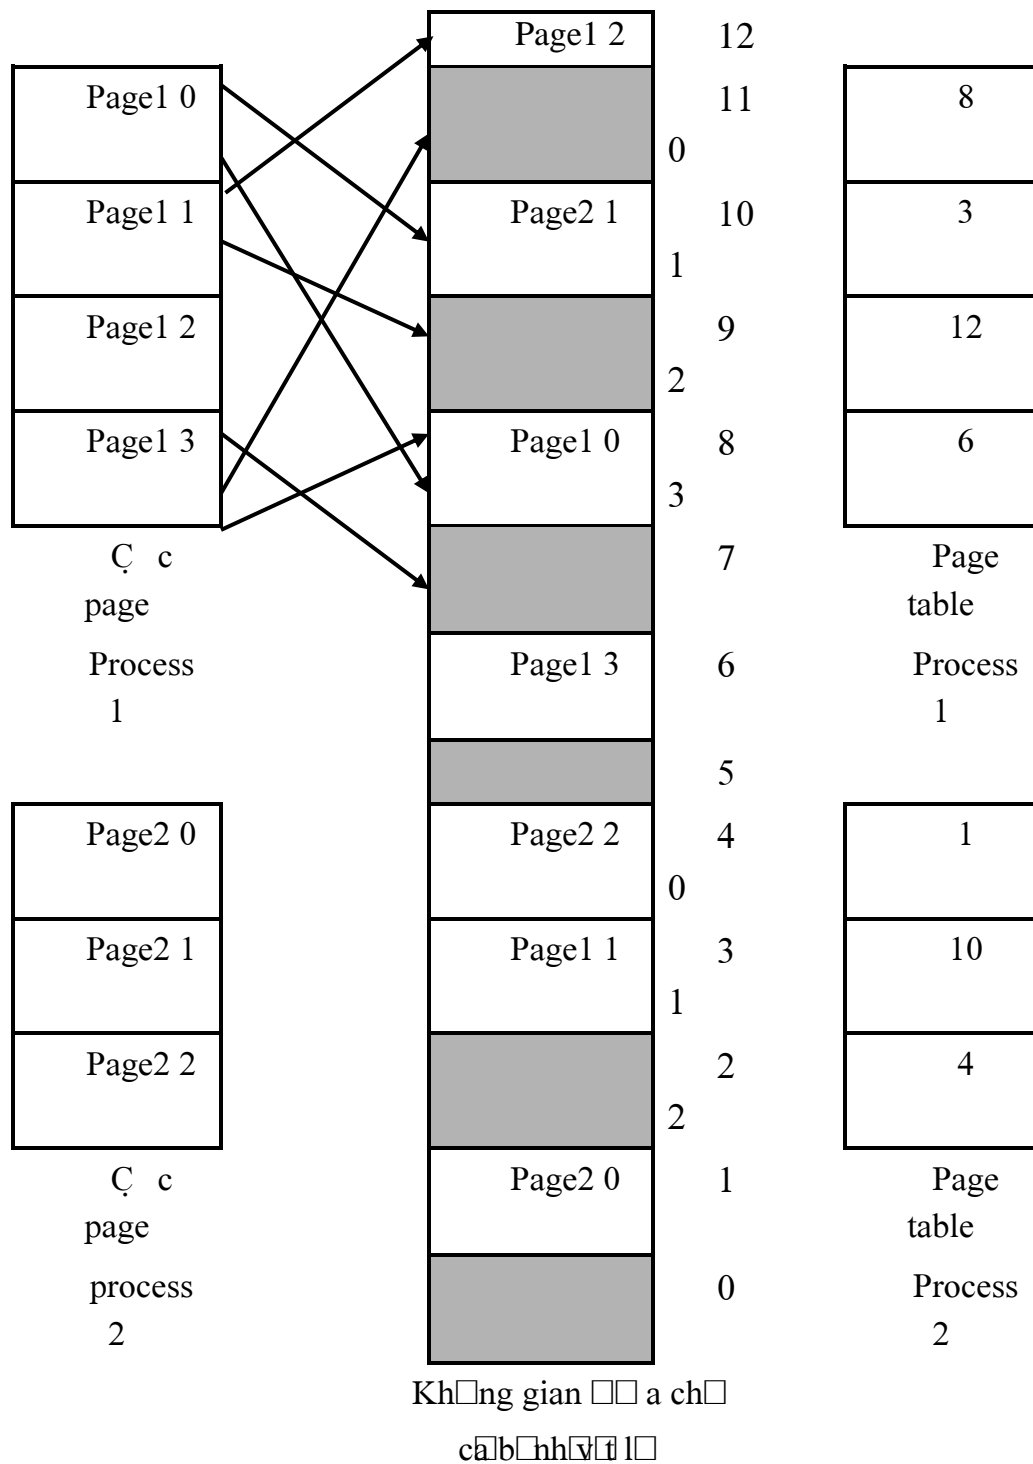 Page1 2 12
Page1 0 11 8
0
Page1 1 Page2 1 10 3
1
Page1 2 9 12
2
Page1 3 Page1 0 8 6
3
C̣ c 7 Page
page table
Process Page1 3 6 Process
1 1
5
Page2 0 Page2 2 4 1
0
Page2 1 Page1 1 3 10
1
Page2 2 2 4
2
C̣ c Page2 0 1 Page
page table
process 0 Process
2 2
Kh□ng gian □□ a ch□